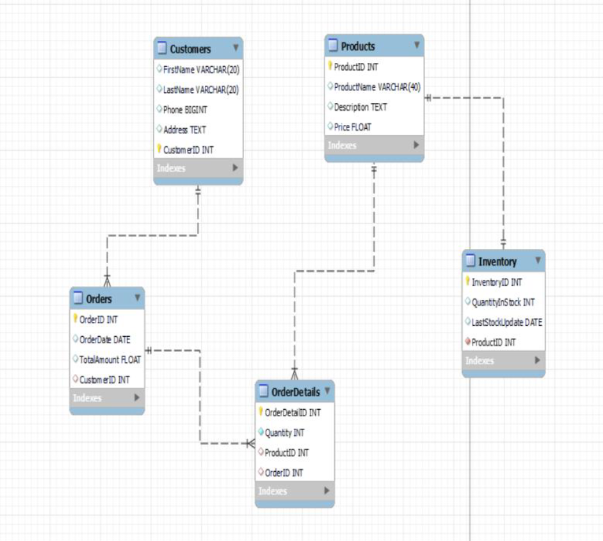 Customers
FirstName VARCHAR(20)
LastName VARCHAR(20)
Phone BIGINT
Address TEXT
CustomerID INT
Indexes
Products
ProductID INT
ProductName VARCHAR(40)
Description TEXT
Price FLOAT
Indexes
Orders
OrderID INT
OrderDate DATE
TotalAmount FLOAT
CustomerID INT
Indexes
OrderDetails
OrderDetailID INT
Quantity INT
ProductID INT
OrderID INT
Indexes
Inventory
InventoryID INT
QuantityInStock INT
LastStockUpdate DATE
ProductID INT
Indexes